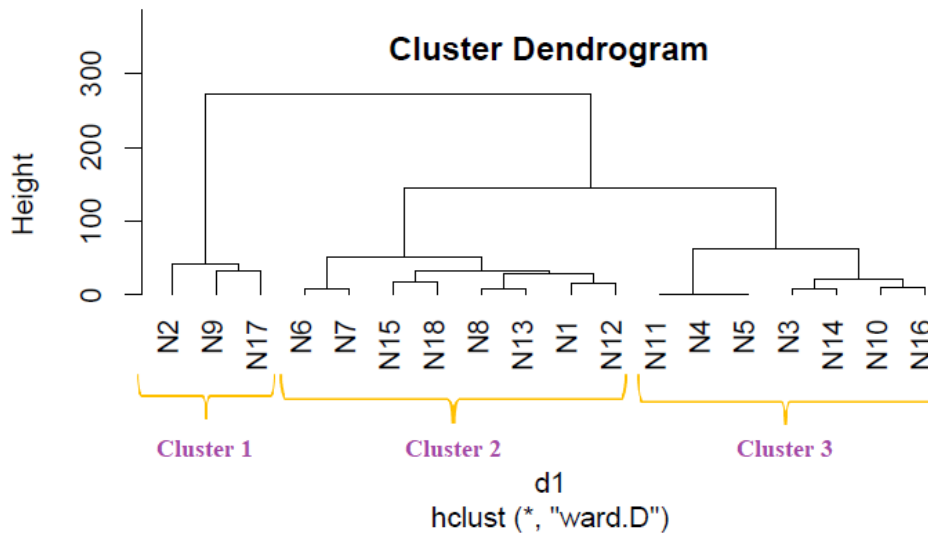 Cluster Dendrogram
Height
300
200
100
0
N2 N9 N17 N6 N7 N15 N18 N8 N13 N1 N12 N11 N4 N5 N3 N14 N10 N16
Cluster 1 Cluster 2 Cluster 3
d1
hclust (*, "ward.D")